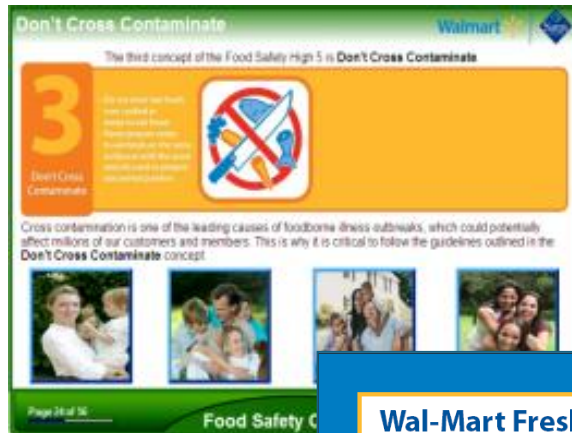 Don't Cross Contaminate
Walmart
The third concept of the Food Safety High 5 is Don't Cross Contaminate
3
Don't Cross
Contaminate
Cross contamination is one of the leading causes of foodborne illness outbreaks, which could potentially
affect millions of our customers and members. This is why it is critical to follow the guidelines outlined in the
Don't Cross Contaminate concept
Page 24 of 56
Food Safety
Wal-Mart Fresh